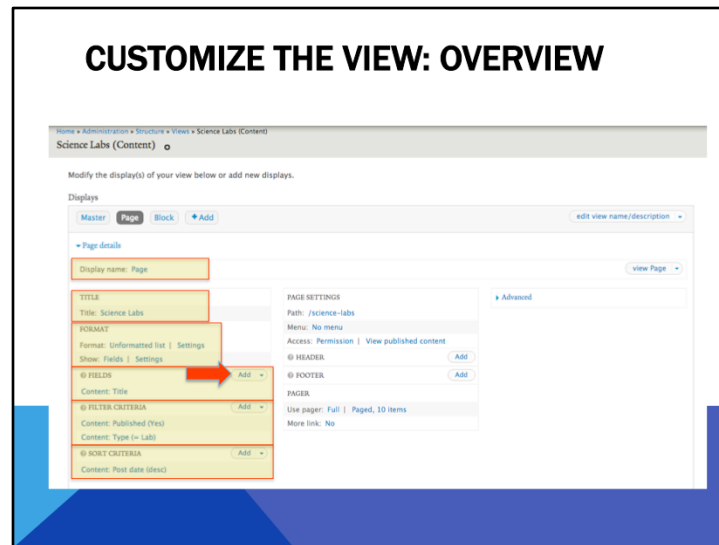 CUSTOMIZE THE VIEW: OVERVIEW
Home » Administration » Structure » Views » Science Labs (Content)
Science Labs (Content)
Modify the display(s) of your view below or add new displays.
Displays
Master Page Block Add edit view name/description
Page details
Display name: Page view Page
TITLE
Title: Science Labs
FORMAT
Format: Unformatted list | Settings
Show: Fields | Settings
FIELDS Add
Content: Title
FILTER CRITERIA Add
Content: Published (Yes)
Content: Type (= Lab)
SORT CRITERIA Add
Content: Post date (desc)
PAGE SETTINGS
Path: /science-labs
Menu: No menu
Access: Permission | View published content
HEADER Add
FOOTER Add
PAGER
Use pager: Full | Paged, 10 items
More link: No
Advanced